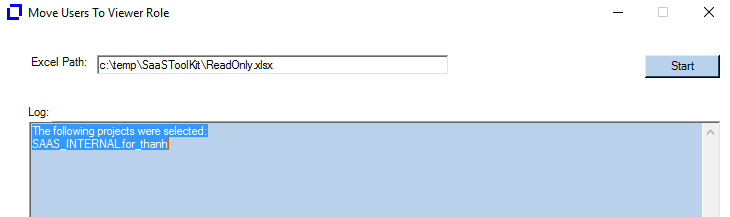 Move Users To Viewer Role
Excel Path: c:\temp\SaaSToolKit\ReadOnly.xlsx Start
Log:
The following projects were selected:
SAAS_INTERNAL.for_thanh